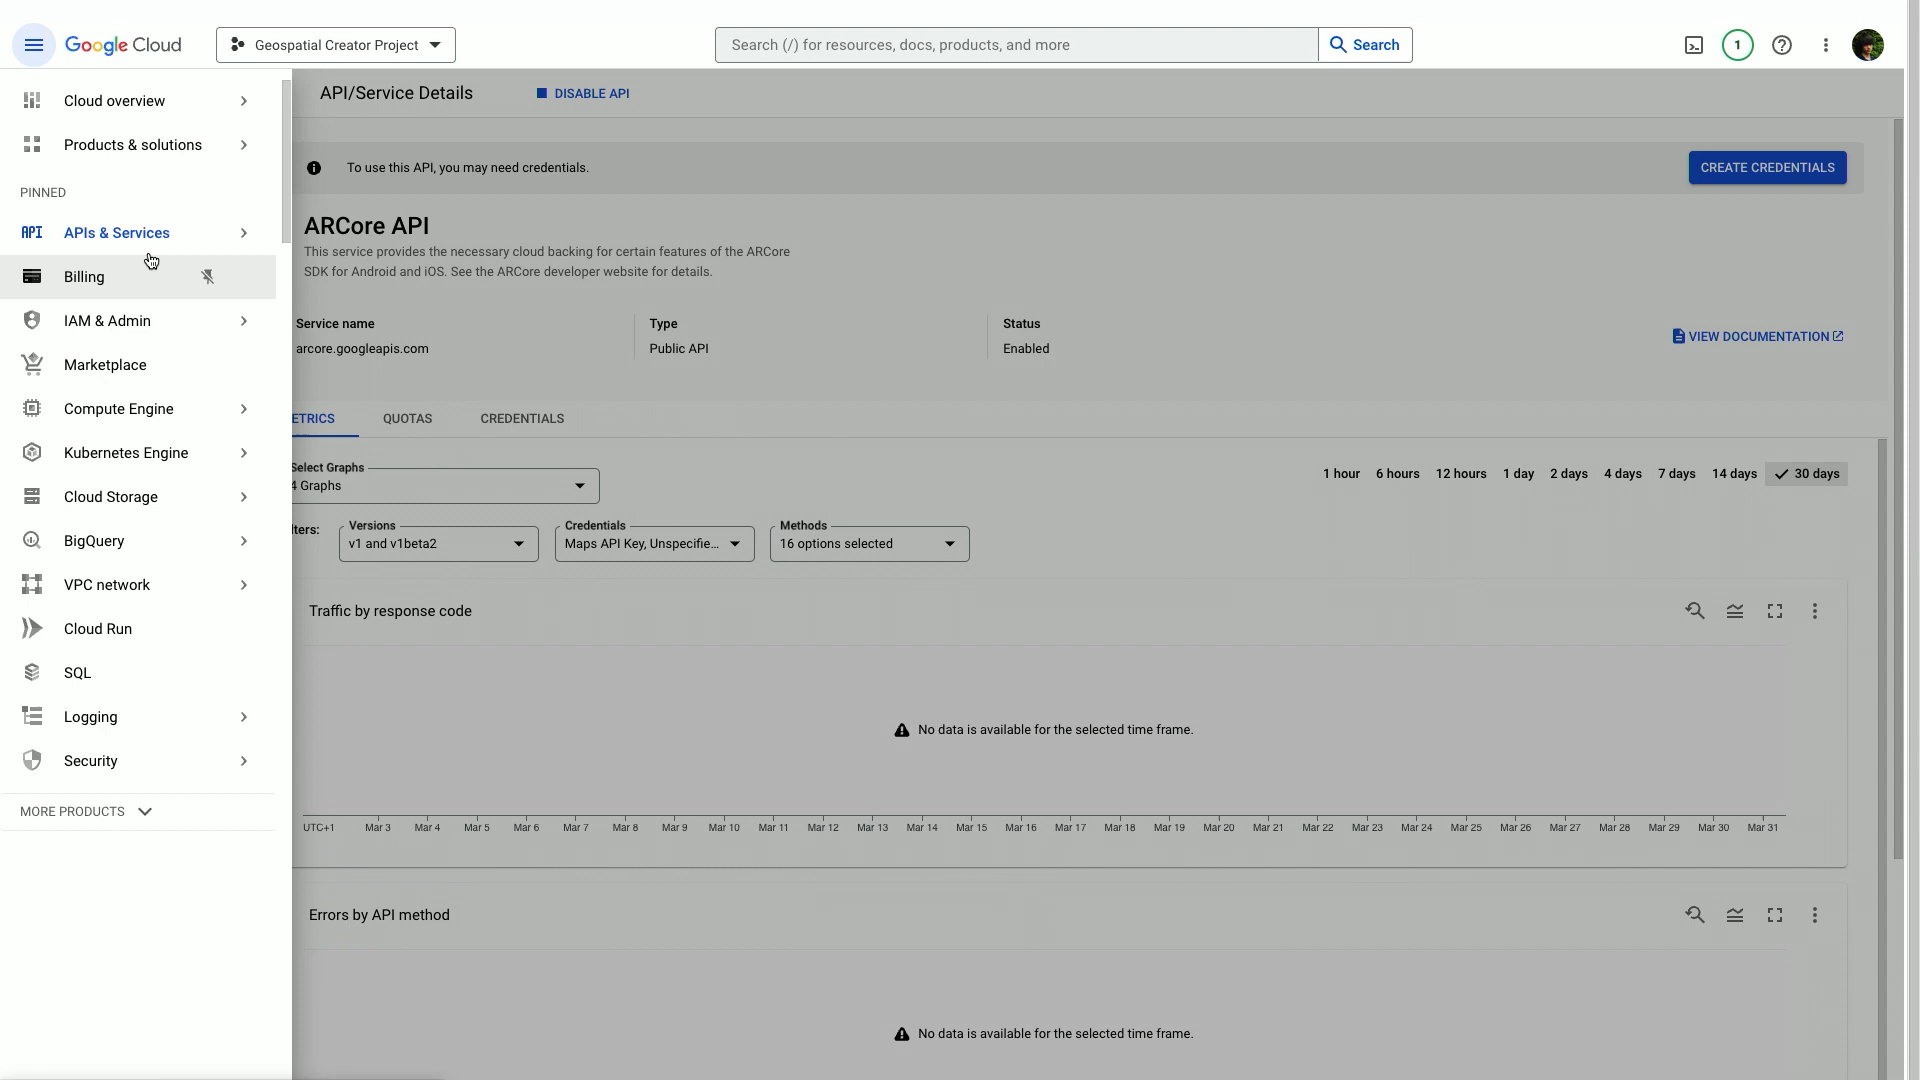 Google Cloud
Geospatial Creator Project
Search (/) for resources, docs, products, and more
Search
1
Cloud overview
Products & solutions
PINNED
API
APIs & Services
Billing
IAM & Admin
Marketplace
Compute Engine
Kubernetes Engine
Cloud Storage
BigQuery
VPC network
Cloud Run
SQL
Logging
Security
MORE PRODUCTS
API/Service Details
DISABLE API
To use this API, you may need credentials.
CREATE CREDENTIALS
ARCore API
This service provides the necessary cloud backing for certain features of the ARCore
SDK for Android and iOS. See the ARCore developer website for details.
Service name
arcore.googleapis.com
Type
Public API
Status
Enabled
VIEW DOCUMENTATION
ETRICS
QUOTAS
CREDENTIALS
Select Graphs
4 Graphs
1 hour 6 hours 12 hours 1 day 2 days 4 days 7 days 14 days 30 days
lters:
Versions
v1 and v1beta2
Credentials
Maps API Key, Unspecifie...
Methods
16 options selected
Traffic by response code
No data is available for the selected time frame.
UTC+1 Mar 3 Mar 4 Mar 5 Mar 6 Mar 7 Mar 8 Mar 9 Mar 10 Mar 11 Mar 12 Mar 13 Mar 14 Mar 15 Mar 16 Mar 17 Mar 18 Mar 19 Mar 20 Mar 21 Mar 22 Mar 23 Mar 24 Mar 25 Mar 26 Mar 27 Mar 28 Mar 29 Mar 30 Mar 31
Errors by API method
No data is available for the selected time frame.